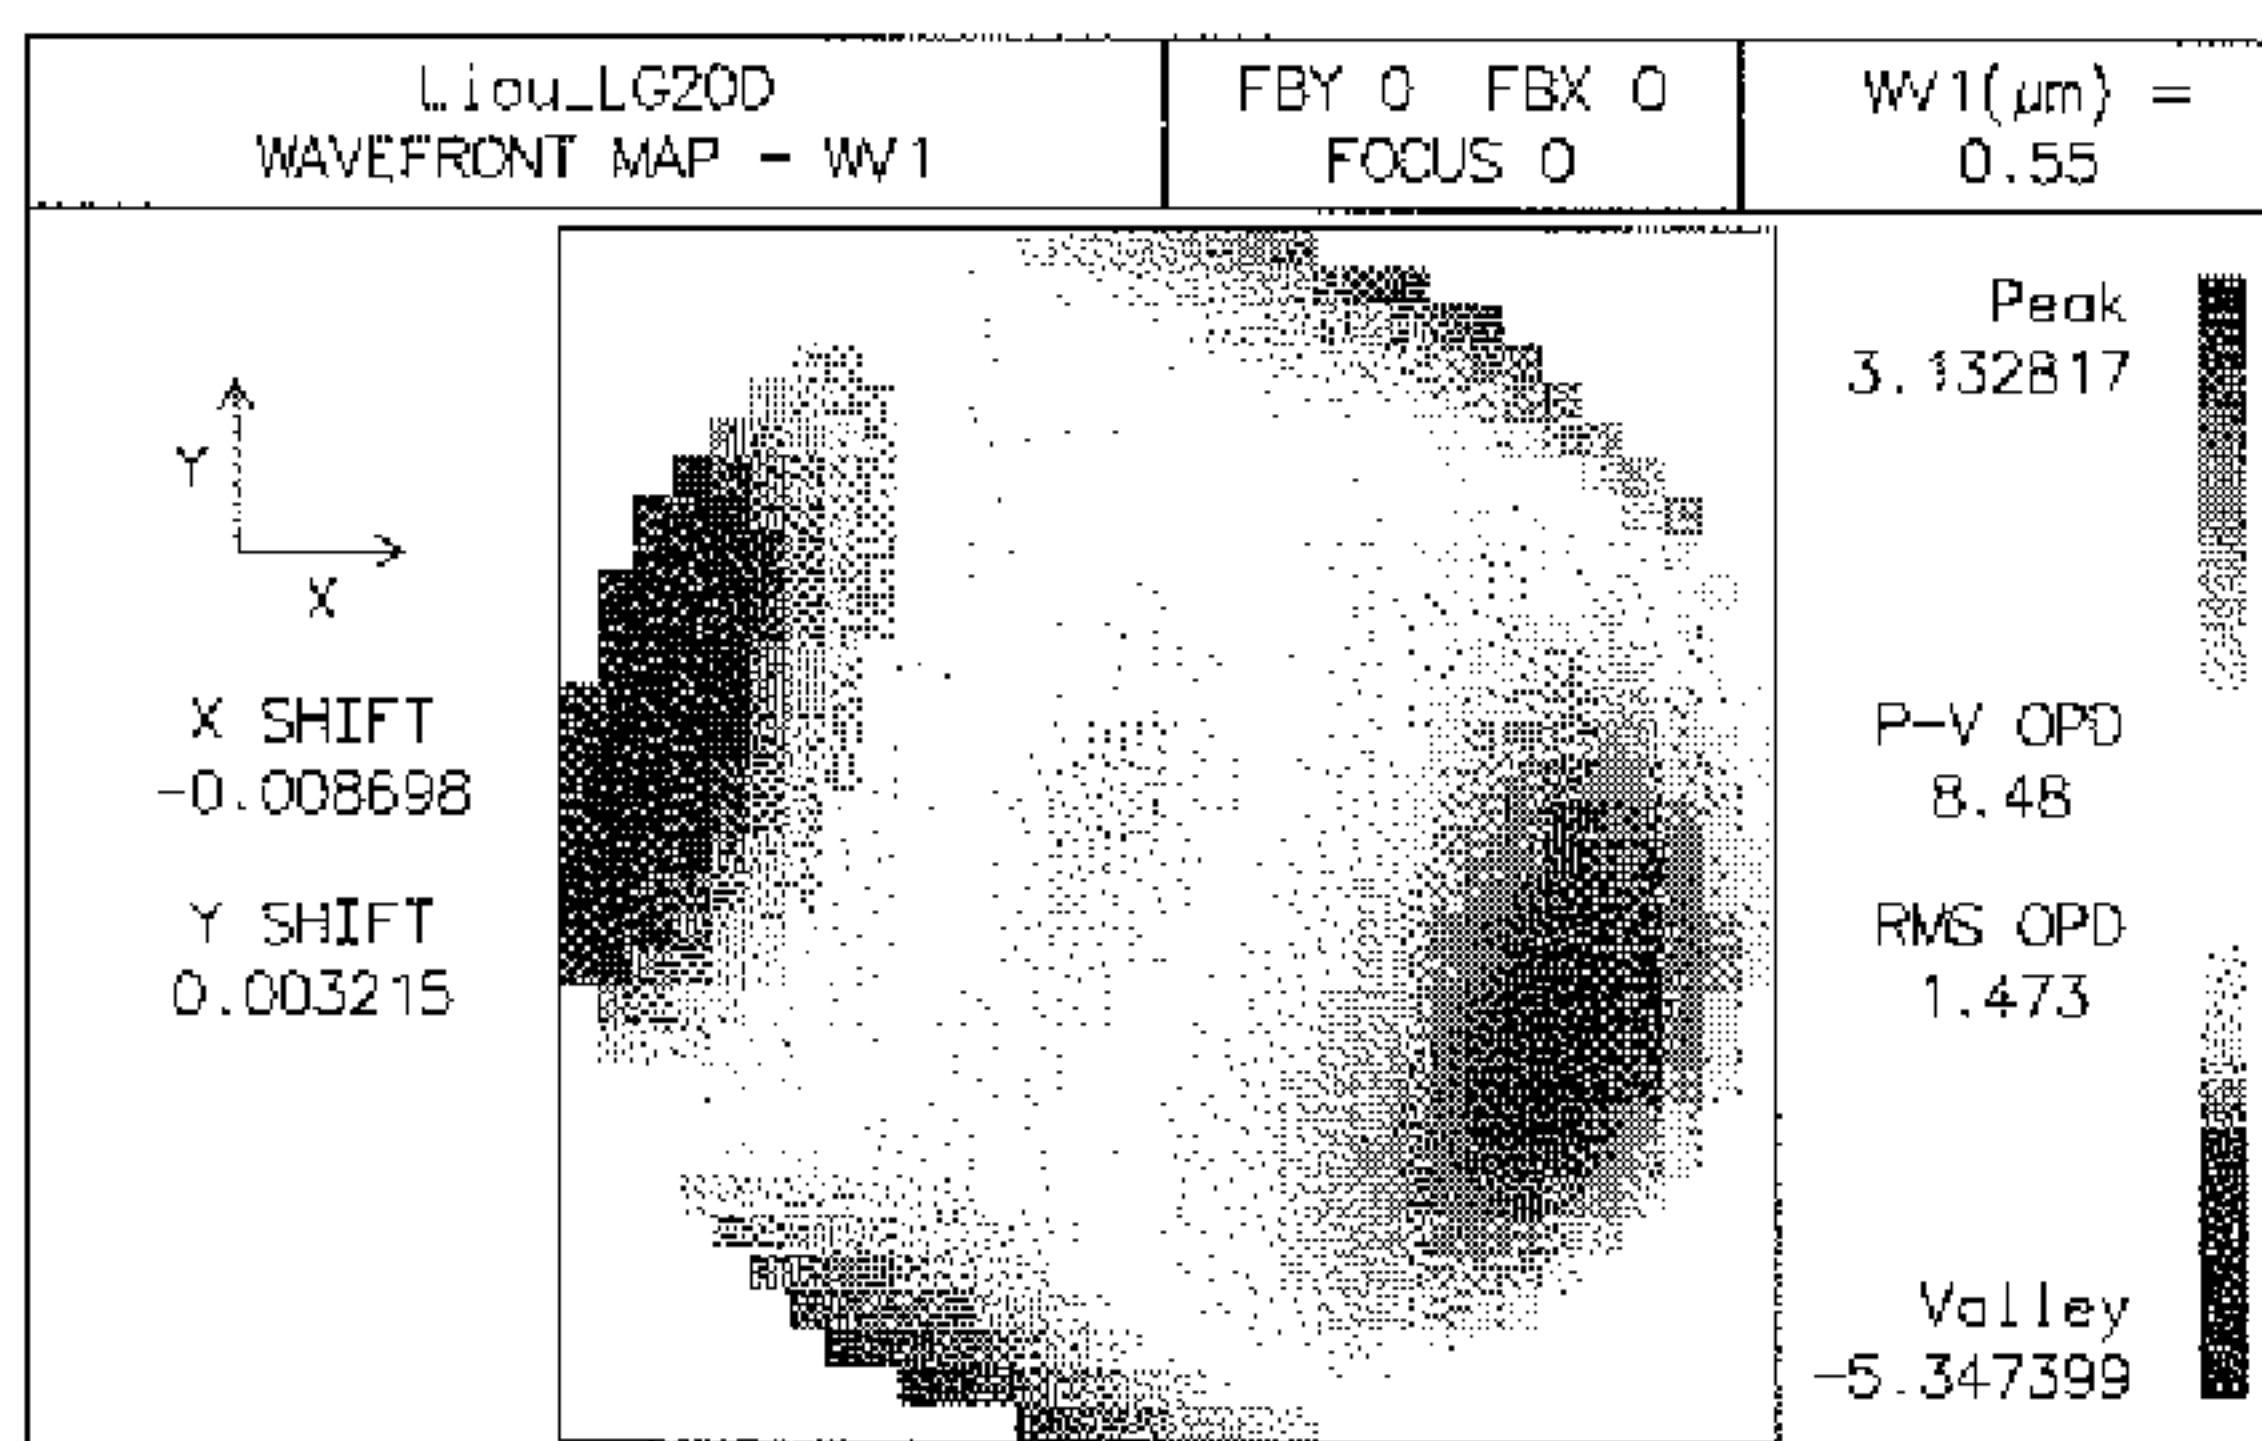 Liou_LG20D
WAVEFRONT MAP - WV1
FBY 0 FBX 0
FOCUS 0
WV1(μm) =
0.55
Y
X
X SHIFT
-0.008698
Y SHIFT
0.003215
Peak
3.132817
P-V OPD
8.48
RMS OPD
1.473
Valley
-5.347399